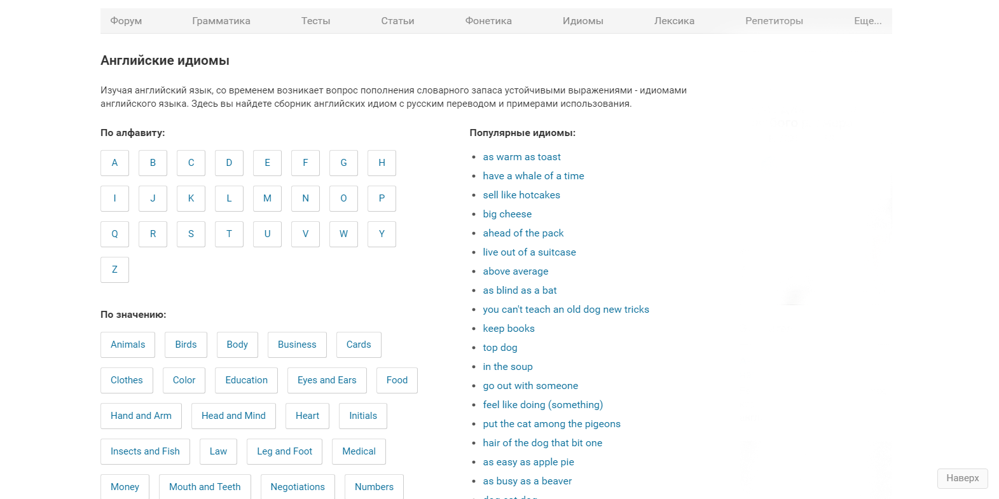 Форум Грамматика Тесты Статьи Фонетика Идиомы Лексика Репетиторы Еще...
Английские идиомы
Изучая английский язык, со временем возникает вопрос пополнения словарного запаса устойчивыми выражениями - идиомами
английского языка. Здесь вы найдете сборник английских идиом с русским переводом и примерами использования.
По алфавиту:
A B C D E F G H
I J K L M N O P
Q R S T U V W Y
Z
По значению:
Animals Birds Body Business Cards
Clothes Color Education Eyes and Ears Food
Hand and Arm Head and Mind Heart Initials
Insects and Fish Law Leg and Foot Medical
Money Mouth and Teeth Negotiations Numbers
Популярные идиомы:
as warm as toast
have a whale of a time
sell like hotcakes
big cheese
ahead of the pack
live out of a suitcase
above average
as blind as a bat
you can't teach an old dog new tricks
keep books
top dog
in the soup
go out with someone
feel like doing (something)
put the cat among the pigeons
hair of the dog that bit one
as easy as apple pie
as busy as a beaver
Наверх